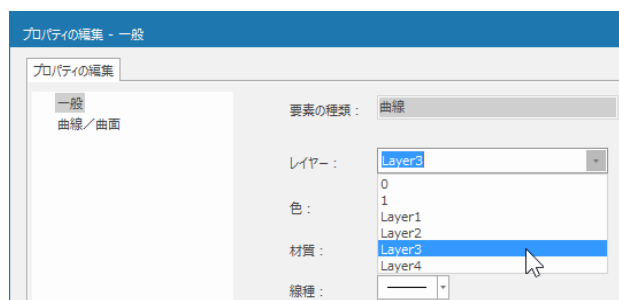 プロパティの編集 - 一般
プロパティの編集
一般
曲線／曲面
要素の種類：
曲線
レイヤー：
Layer3
0
1
Layer1
Layer2
Layer3
Layer4
色：
材質：
線種：